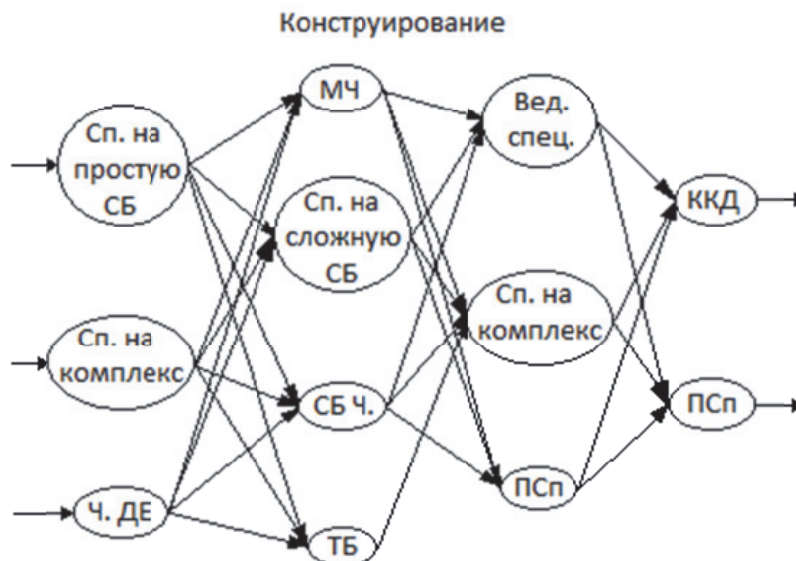 Конструирование
Сп. на
простую
СБ
Сп. на
комплекс
Ч. ДЕ
МЧ
Сп. на
сложную
СБ
СБ Ч.
ТБ
Вед.
спец.
Сп. на
комплекс
ПСп
ККД
ПСп